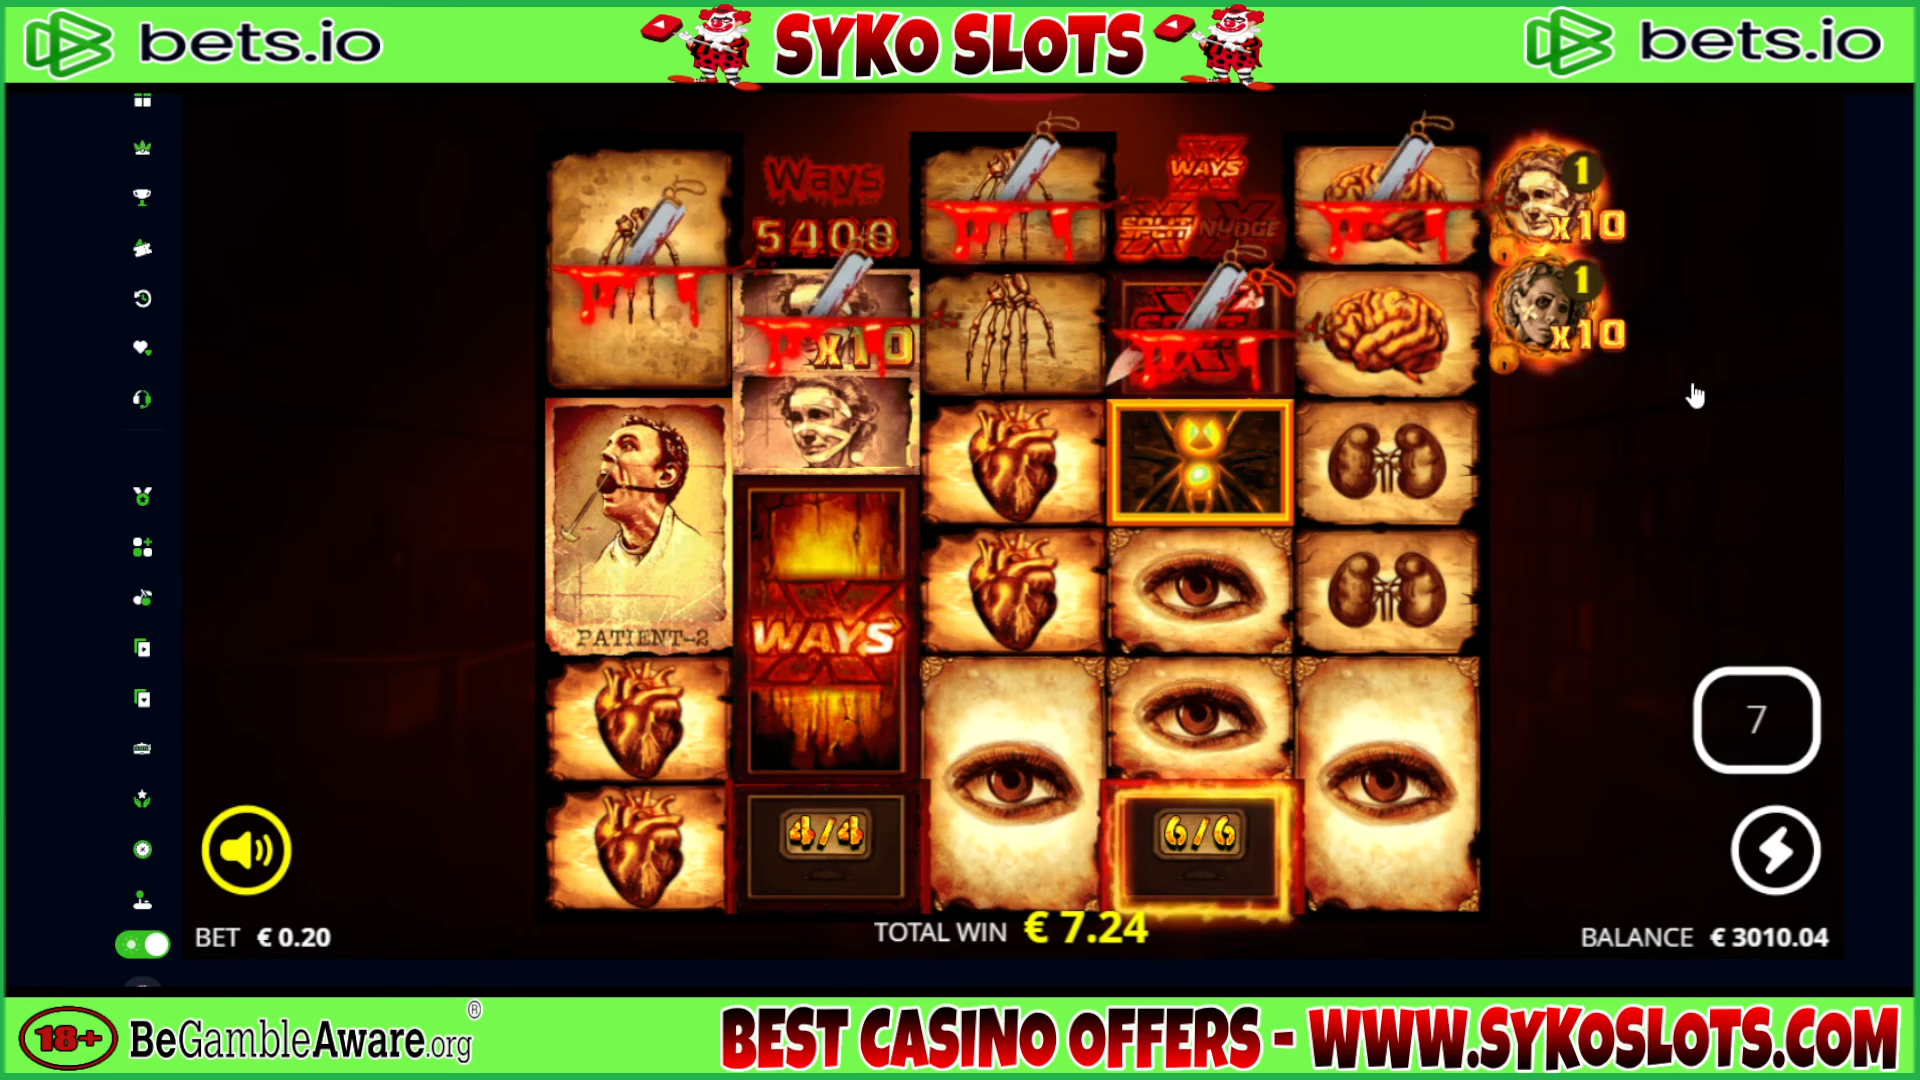 bets.io
SYKO SLOTS
bets.io
Ways
5400
WAYS
SPLIT
NUDGE
1
x10
1
x10
x10
WAYS
PATIENT-2
4/4
6/6
7
BET € 0.20
TOTAL WIN € 7.24
BALANCE € 3010.04
18+
BeGambleAware.org®
BEST CASINO OFFERS - WWW.SYKOSLOTS.COM